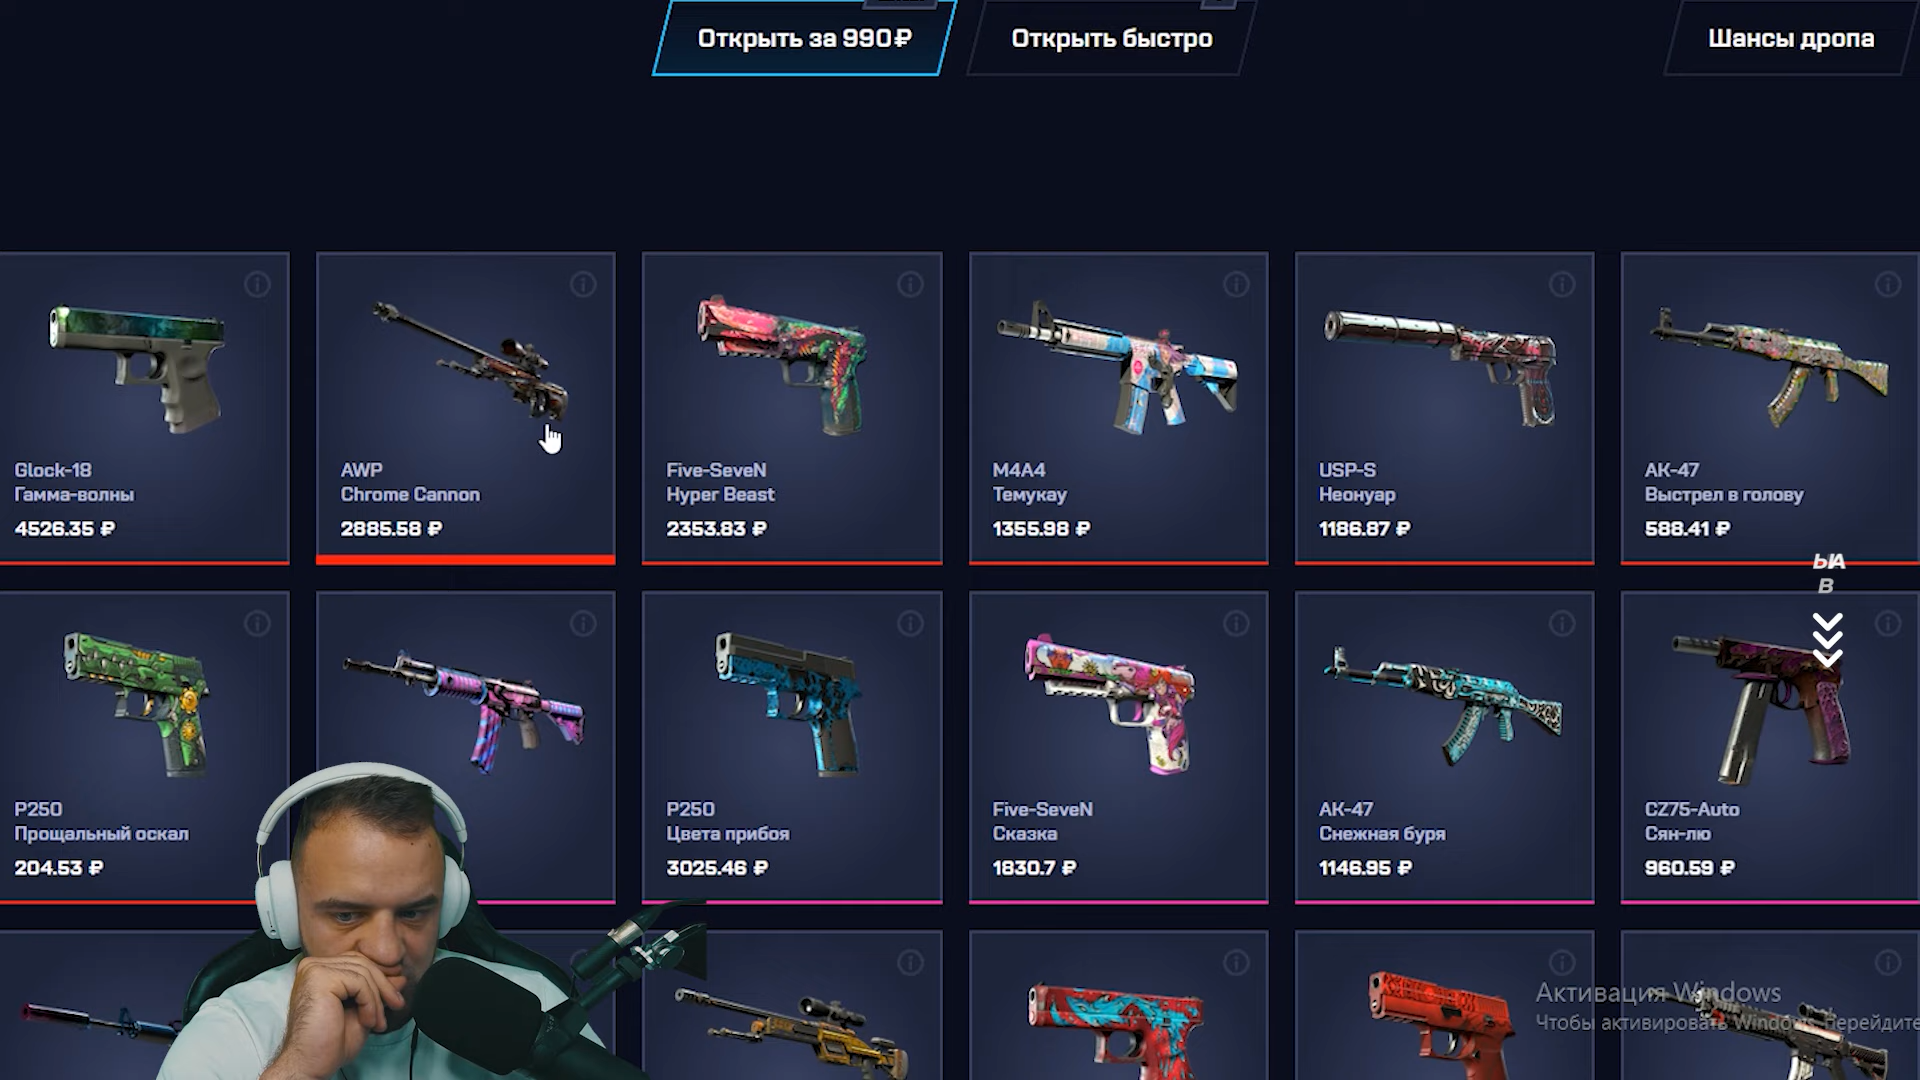 Открыть за 990₽
Открыть быстро
Шансы дропа
Glock-18
Гамма-волны
4526.35 ₽
AWP
Chrome Cannon
2885.58 ₽
Five-SeveN
Hyper Beast
2353.83 ₽
M4A4
Темукау
1355.98 ₽
USP-S
Неонуар
1186.87 ₽
AK-47
Выстрел в голову
588.41 ₽
ЫА
В
P250
Прощальный оскал
204.53 ₽
P250
Цвета прибоя
3025.46 ₽
Five-SeveN
Сказка
1830.7 ₽
AK-47
Снежная буря
1146.95 ₽
CZ75-Auto
Сян-лю
960.59 ₽
Активация Windows
Чтобы активировать Windows, перейдите